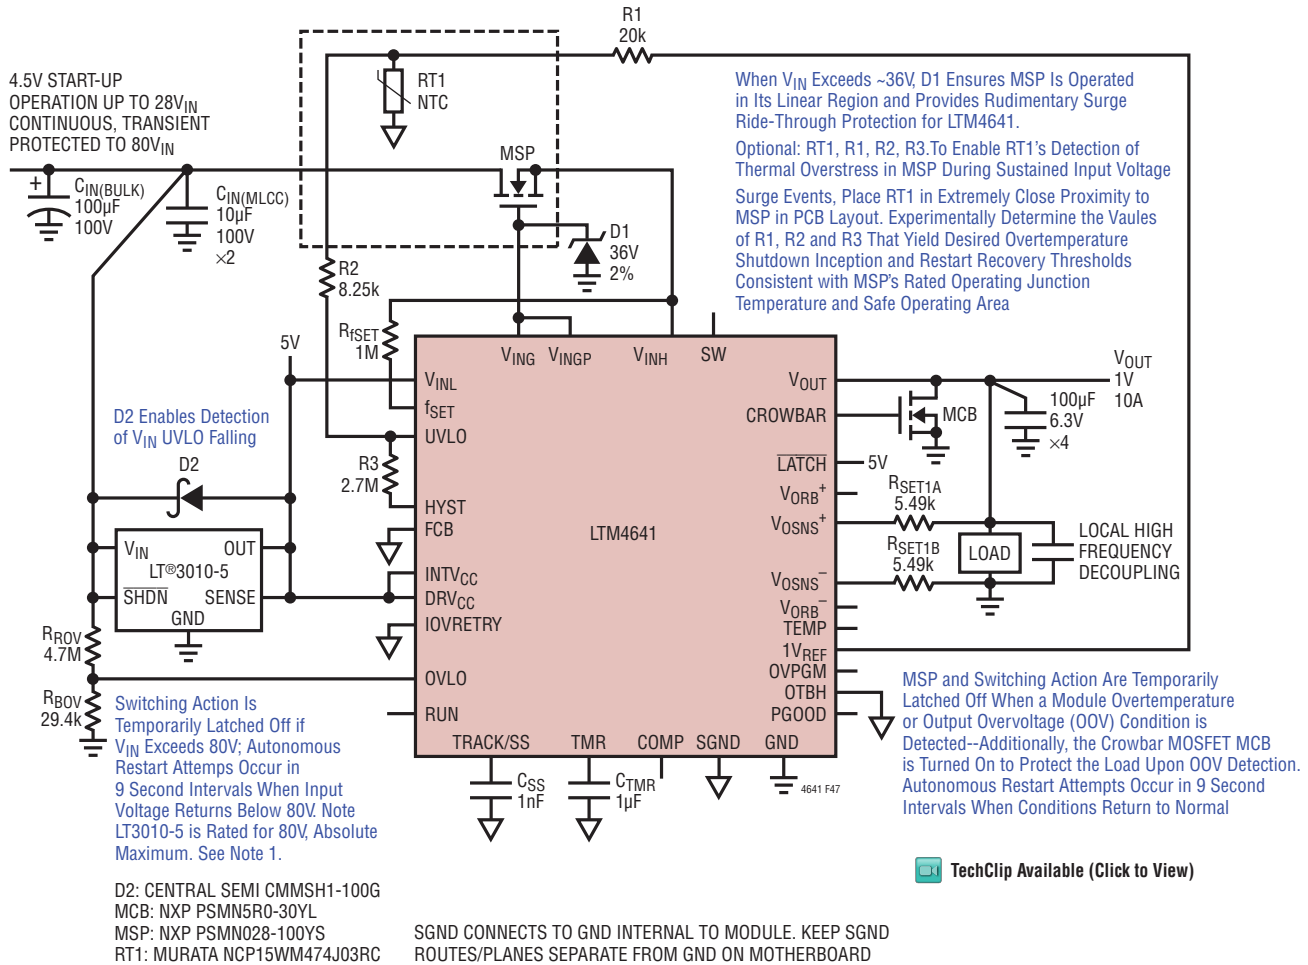 R1
20k
RT1
NTC
4.5V START-UP
OPERATION UP TO 28VIN
CONTINUOUS, TRANSIENT
PROTECTED TO 80VIN
When VIN Exceeds ~36V, D1 Ensures MSP Is Operated
in Its Linear Region and Provides Rudimentary Surge
Ride-Through Protection for LTM4641.
Optional: RT1, R1, R2, R3.To Enable RT1's Detection of
Thermal Overstress in MSP During Sustained Input Voltage
Surge Events, Place RT1 in Extremely Close Proximity to
MSP in PCB Layout. Experimentally Determine the Vaules
of R1, R2 and R3 That Yield Desired Overtemperature
Shutdown Inception and Restart Recovery Thresholds
Consistent with MSP's Rated Operating Junction
Temperature and Safe Operating Area
MSP
+
CIN(BULK)
100µF
100V
CIN(MLCC)
10µF
100V
×2
D1
36V
2%
R2
8.25k
RfSET
1M
5V
VING
VINGP
VINH
SW
VINL
fSET
UVLO
HYST
FCB
INTVCC
DRVCC
IOVRETRY
OVLO
RUN
TRACK/SS
TMR
COMP
SGND
GND
LTM4641
VOUT
CROWBAR
LATCH
VORB+
VOSNS+
VOSNS–
VORB–
TEMP
1VREF
OVPGM
OTBH
PGOOD
VOUT
1V
10A
100µF
6.3V
×4
MCB
5V
RSET1A
5.49k
RSET1B
5.49k
LOAD
LOCAL HIGH
FREQUENCY
DECOUPLING
D2 Enables Detection
of VIN UVLO Falling
D2
R3
2.7M
VIN
OUT
LT®3010-5
SHDN
SENSE
GND
RROV
4.7M
RBOV
29.4k
Switching Action Is
Temporarily Latched Off if
VIN Exceeds 80V; Autonomous
Restart Attemps Occur in
9 Second Intervals When Input
Voltage Returns Below 80V. Note
LT3010-5 is Rated for 80V, Absolute
Maximum. See Note 1.
CSS
1nF
CTMR
1µF
4641 F47
MSP and Switching Action Are Temporarily
Latched Off When a Module Overtemperature
or Output Overvoltage (OOV) Condition is
Detected--Additionally, the Crowbar MOSFET MCB
is Turned On to Protect the Load Upon OOV Detection.
Autonomous Restart Attempts Occur in 9 Second
Intervals When Conditions Return to Normal
TechClip Available (Click to View)
D2: CENTRAL SEMI CMMSH1-100G
MCB: NXP PSMN5R0-30YL
MSP: NXP PSMN028-100YS
RT1: MURATA NCP15WM474J03RC
SGND CONNECTS TO GND INTERNAL TO MODULE. KEEP SGND
ROUTES/PLANES SEPARATE FROM GND ON MOTHERBOARD